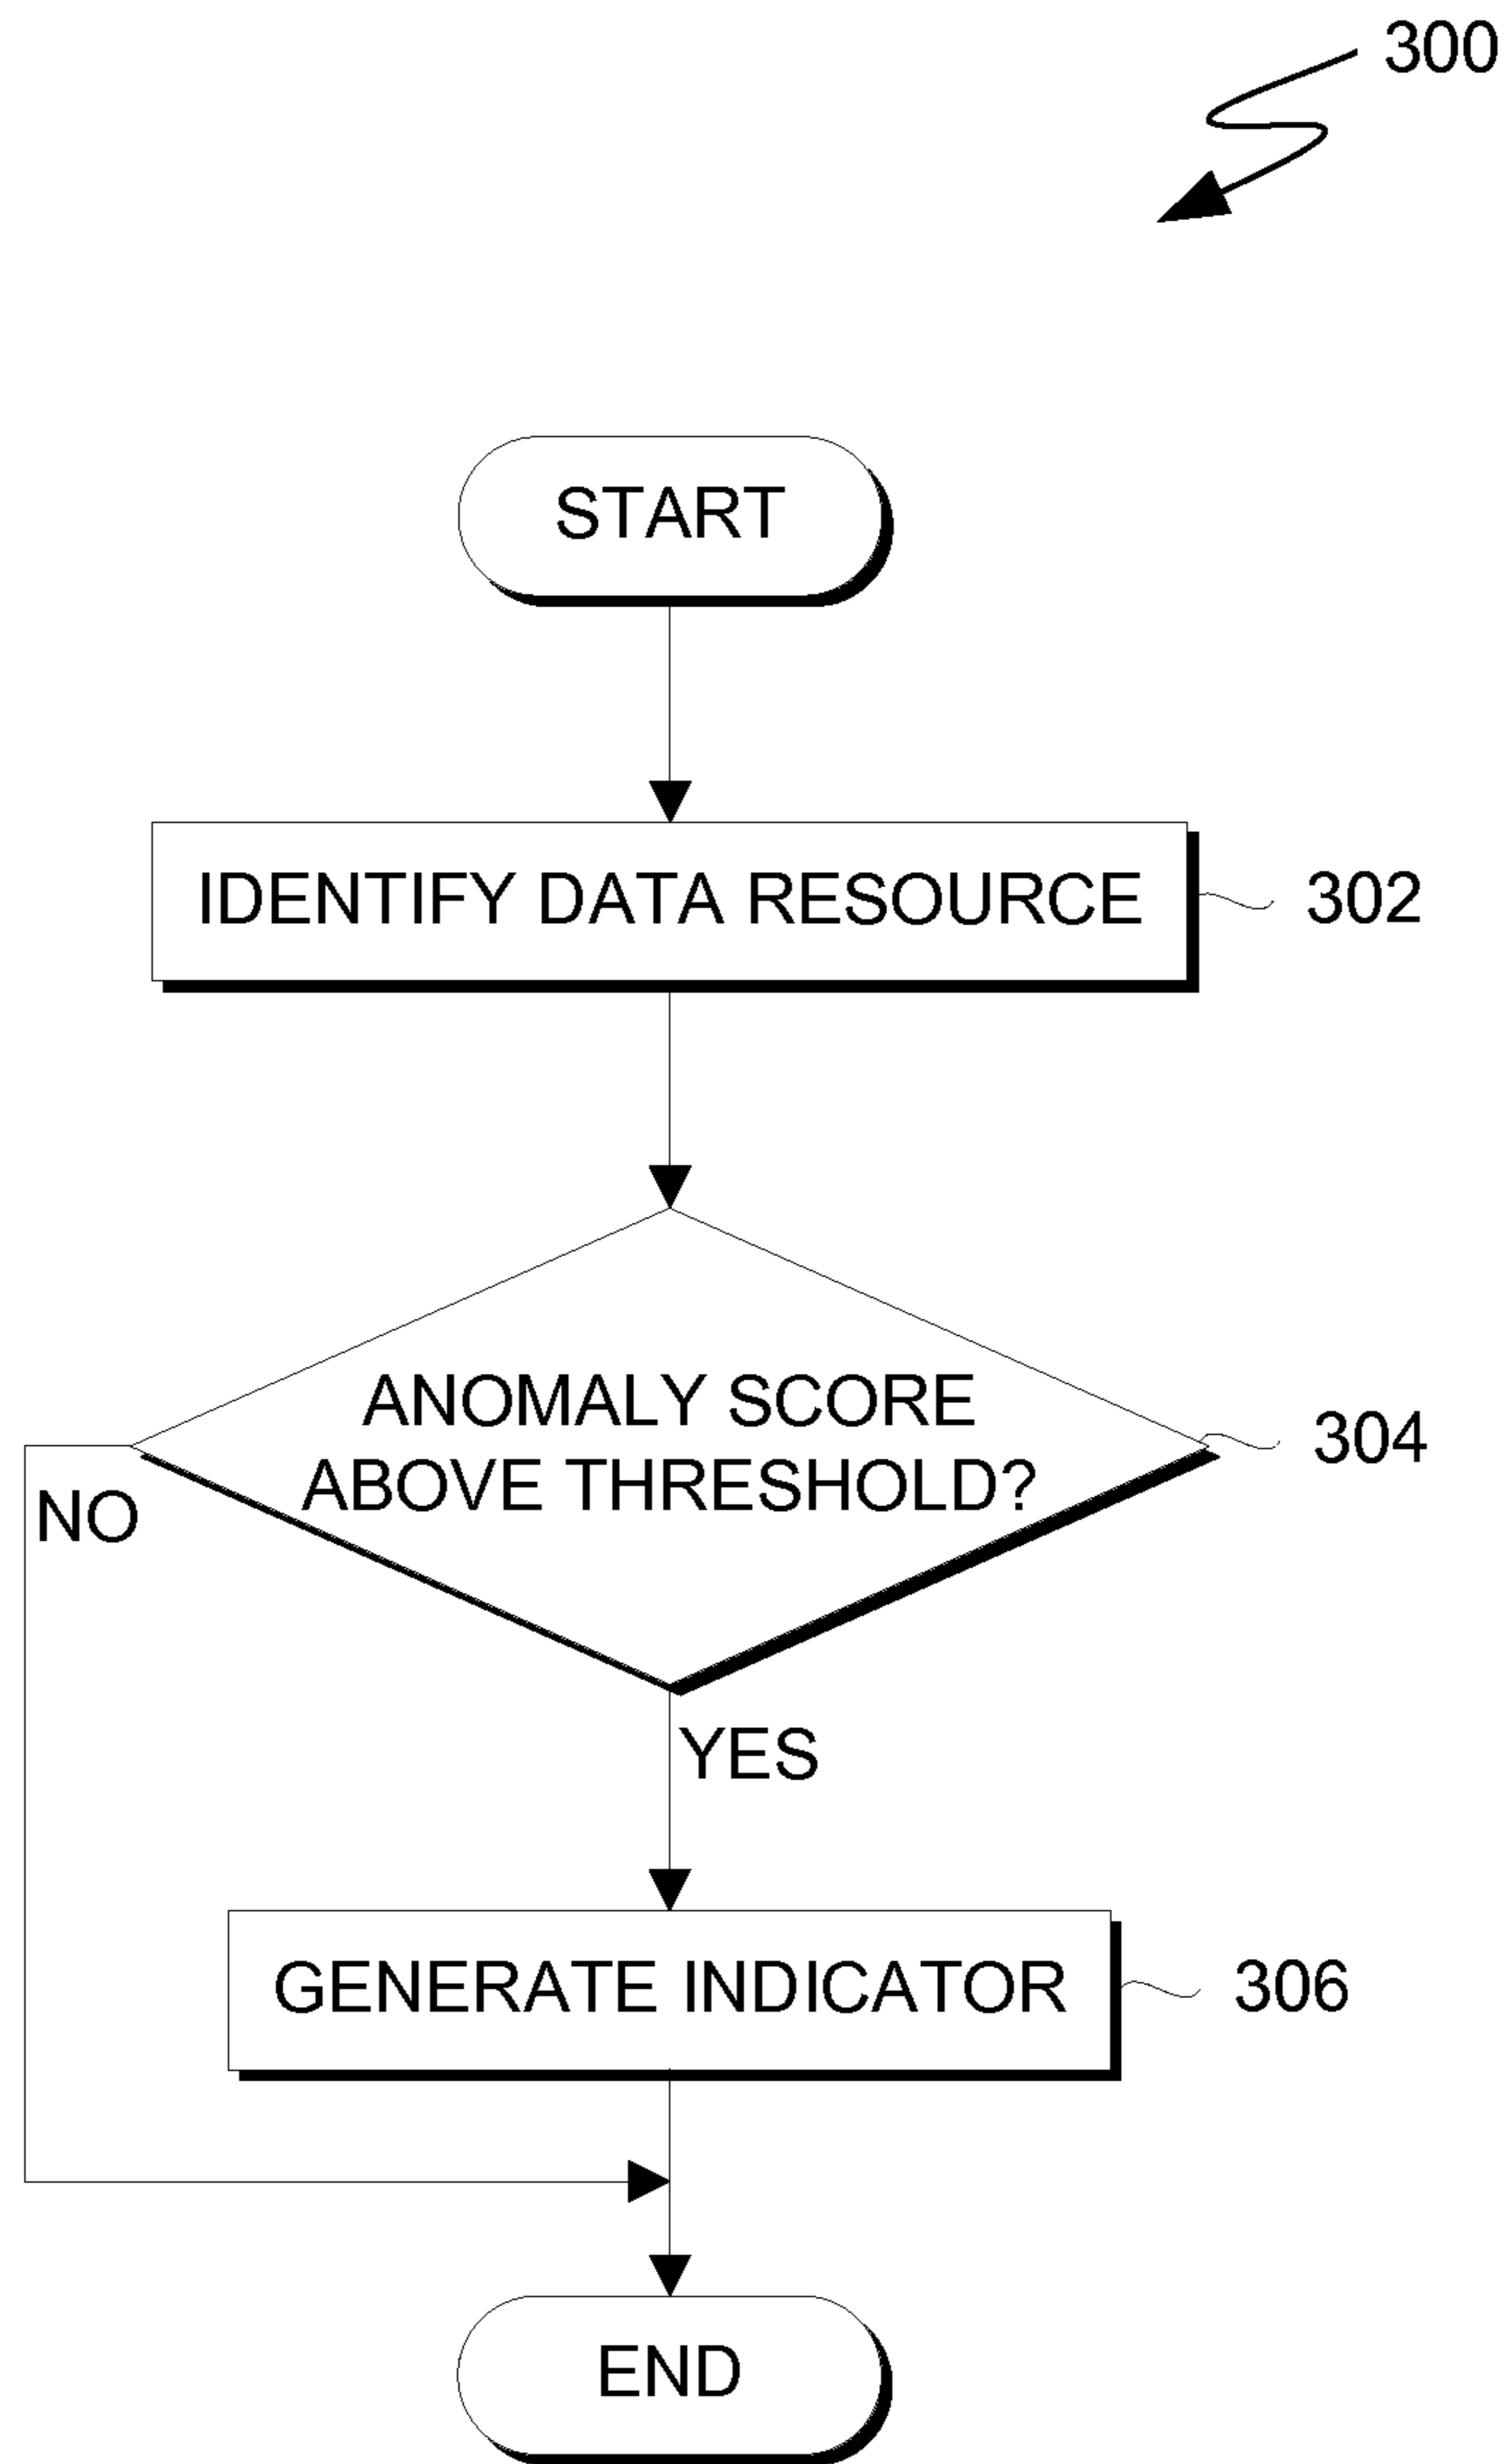 300
START
IDENTIFY DATA RESOURCE
302
ANOMALY SCORE
ABOVE THRESHOLD?
304
NO
YES
GENERATE INDICATOR
306
END